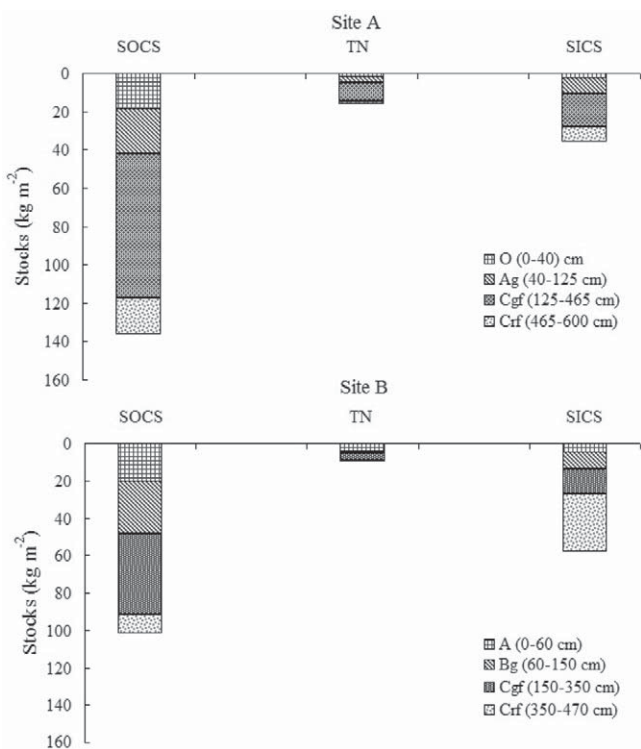 Site A
SOCS TN SICS
0
20
40
60
80
100
120
140
160
Stocks (kg m-2)
O (0-40) cm
Ag (40-125 cm)
Cgf (125-465 cm)
Crf (465-600 cm)
Site B
SOCS TN SICS
0
20
40
60
80
100
120
140
160
Stocks (kg m-2)
A (0-60 cm)
Bg (60-150 cm)
Cgf (150-350 cm)
Crf (350-470 cm)